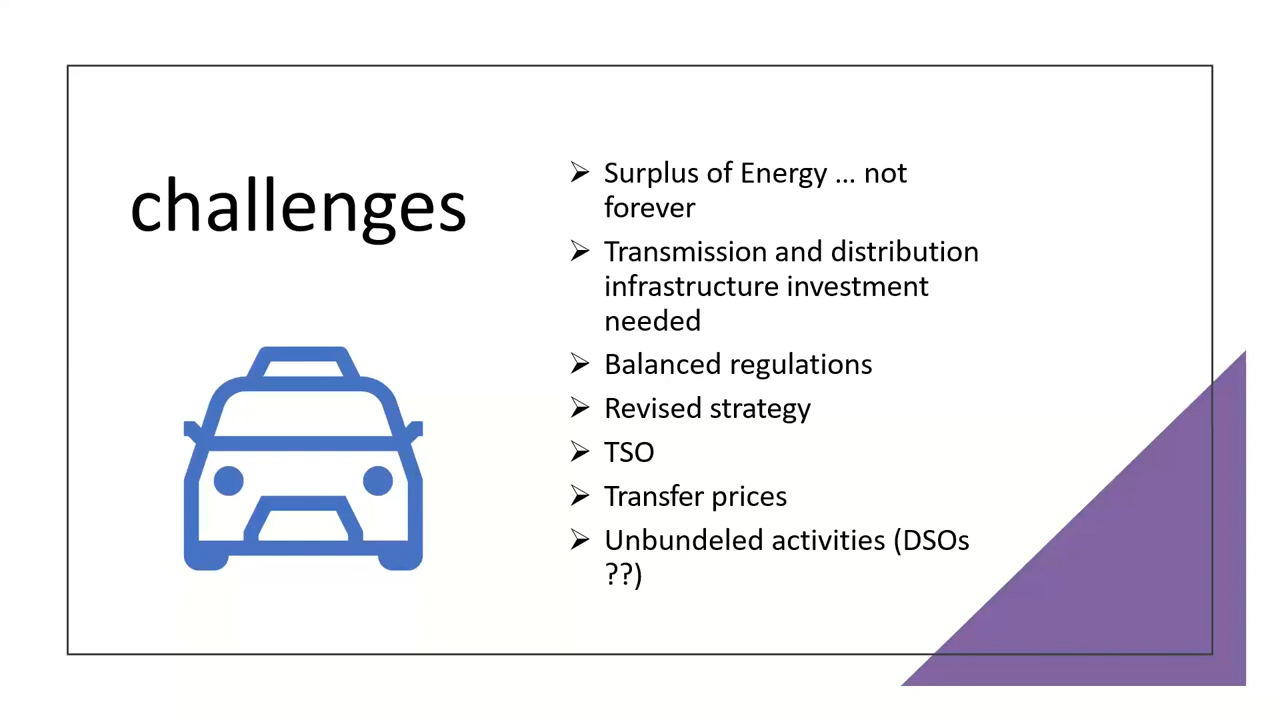 challenges
➢ Surplus of Energy … not
forever
➢ Transmission and distribution
infrastructure investment
needed
➢ Balanced regulations
➢ Revised strategy
➢ TSO
➢ Transfer prices
➢ Unbundeled activities (DSOs
??)